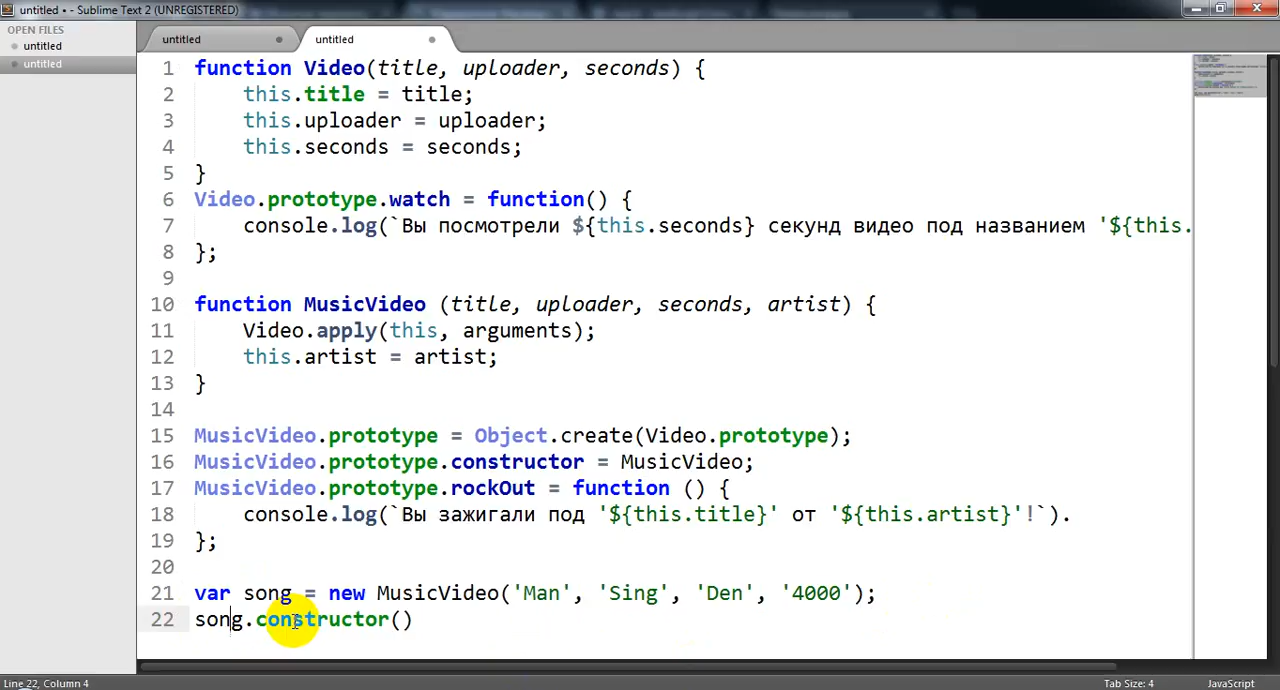 untitled • - Sublime Text 2 (UNREGISTERED)
OPEN FILES
untitled
untitled
untitled
untitled
1 function Video(title, uploader, seconds) {
2 this.title = title;
3 this.uploader = uploader;
4 this.seconds = seconds;
5 }
6 Video.prototype.watch = function() {
7 console.log(`Вы посмотрели ${this.seconds} секунд видео под названием '${this.
8 };
9
10 function MusicVideo (title, uploader, seconds, artist) {
11 Video.apply(this, arguments);
12 this.artist = artist;
13 }
14
15 MusicVideo.prototype = Object.create(Video.prototype);
16 MusicVideo.prototype.constructor = MusicVideo;
17 MusicVideo.prototype.rockOut = function () {
18 console.log(`Вы зажигали под '${this.title}' от '${this.artist}'!`).
19 };
20
21 var song = new MusicVideo('Man', 'Sing', 'Den', '4000');
22 song.constructor()
Line 22, Column 4
Tab Size: 4
JavaScript